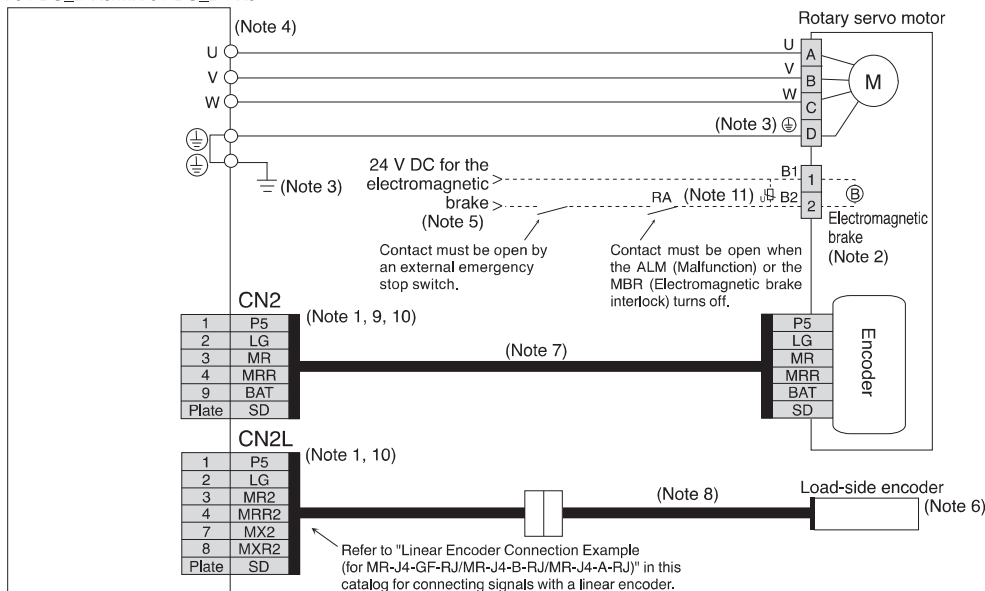 (Note 4)
Rotary servo motor
U
U
A
V
V
B
M
W
W
C
(Note 3)
D
(Note 3)
24 V DC for the
electromagnetic
brake
(Note 5)
B1
1
RA
(Note 11)
B2
2
B
Electromagnetic
brake
(Note 2)
Contact must be open by
an external emergency
stop switch.
Contact must be open when
the ALM (Malfunction) or the
MBR (Electromagnetic brake
interlock) turns off.
CN2
(Note 1, 9, 10)
1 P5
2 LG
3 MR
4 MRR
9 BAT
Plate SD
(Note 7)
P5
LG
MR
MRR
BAT
SD
Encoder
CN2L
(Note 1, 10)
1 P5
2 LG
3 MR2
4 MRR2
7 MX2
8 MXR2
Plate SD
(Note 8)
Load-side encoder
(Note 6)
Refer to "Linear Encoder Connection Example
(for MR-J4-GF-RJ/MR-J4-B-RJ/MR-J4-A-RJ)" in this
catalog for connecting signals with a linear encoder.